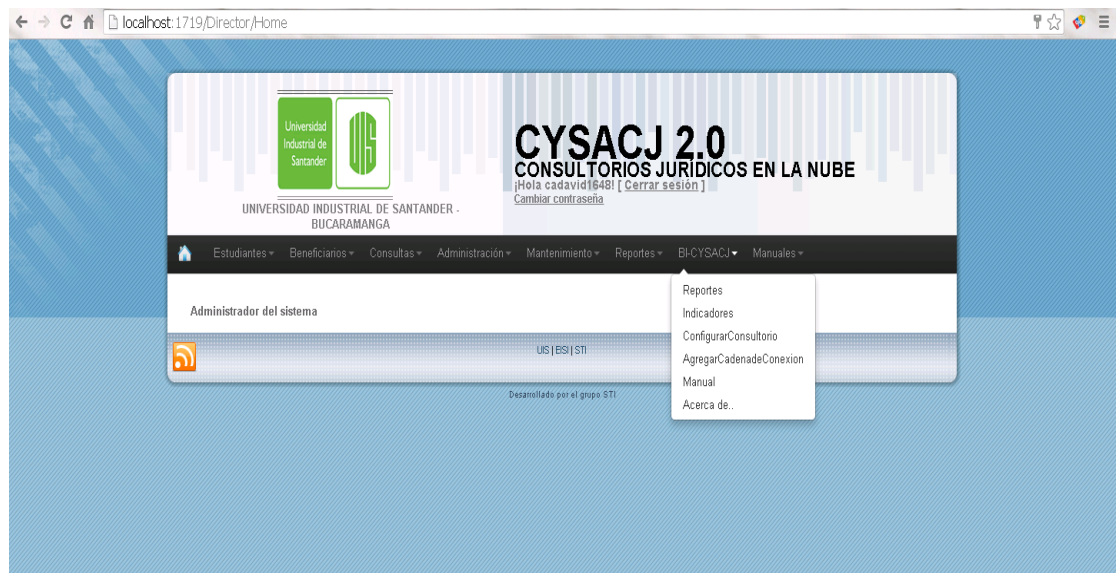 localhost:1719/Director/Home
Universidad
Industrial de
Santander
UNIVERSIDAD INDUSTRIAL DE SANTANDER -
BUCARAMANGA
CYSACJ 2.0
CONSULTORIOS JURÍDICOS EN LA NUBE
¡Hola cadavid1648! [ Cerrar sesión ]
Cambiar contraseña
Estudiantes Beneficiarios Consultas Administración Mantenimiento Reportes BI-CYSACJ Manuales
Reportes
Indicadores
ConfigurarConsultorio
AgregarCadenadeConexion
Manual
Acerca de..
Administrador del sistema
UIS | EISI | STI
Desarrollado por el grupo STI